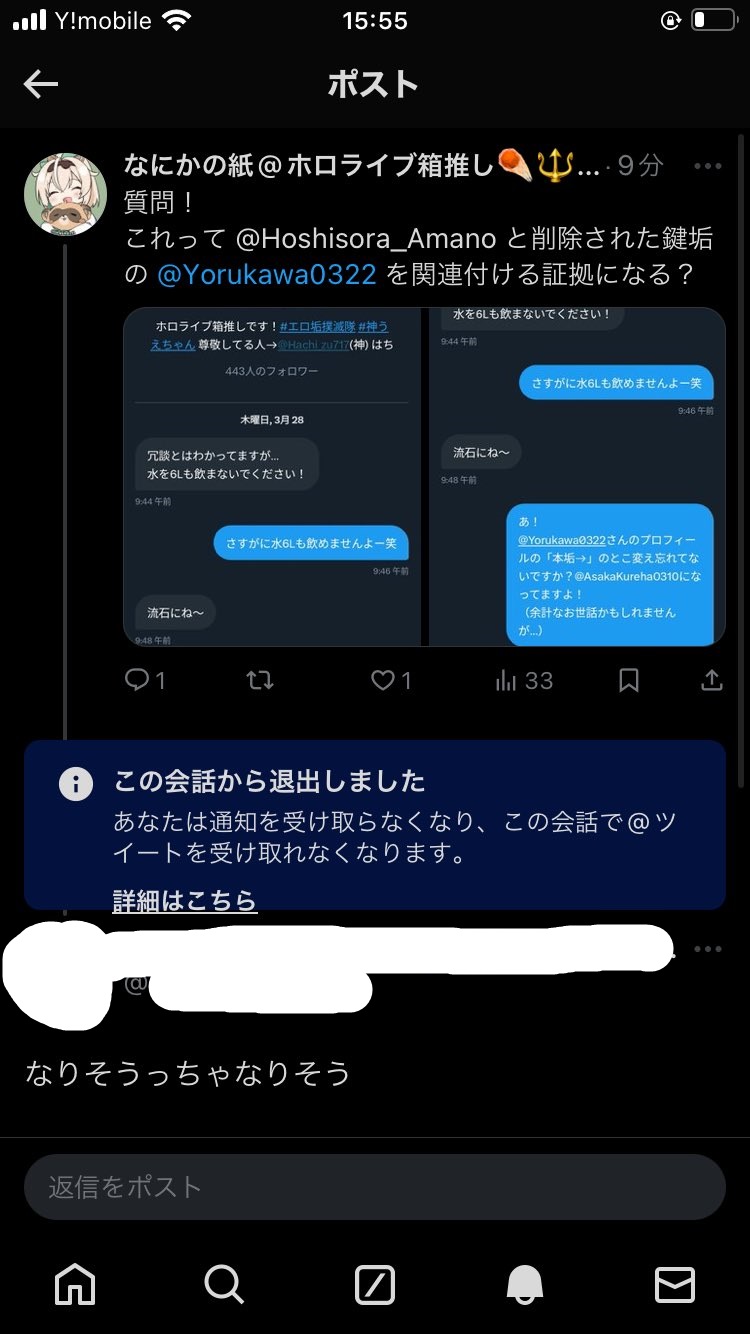 Y!mobile 15:55
ポスト
なにかの紙@ホロライブ箱推し🍠🔱...・9分
質問！
これって @Hoshisora_Amano と削除された鍵垢
の @Yorukawa0322 を関連付ける証拠になる？
ホロライブ箱推しです！#エロ垢撲滅隊 #神う
えちゃん 尊敬してる人→@Hachi_zu717(神) はち
443人のフォロワー
木曜日, 3月 28
冗談とはわかってますが...
水を6Lも飲まないでください！
9:44 午前
さすがに水6Lも飲めませんよー笑
9:46 午前
流石にね〜
9:48 午前
水を6Lも飲まないでください！
9:44 午前
さすがに水6Lも飲めませんよー笑
9:46 午前
流石にね〜
9:48 午前
あ！
@Yorukawa0322さんのプロフィー
ルの「本垢→」のとこ変え忘れてな
いですか？@AsakaKureha0310にな
ってますよ！
（余計なお世話かもしれません
が...）
1 1 33
この会話から退出しました
あなたは通知を受け取らなくなり、この会話で@ツ
イートを受け取れなくなります。
詳細はこちら
@
なりそうっちゃなりそう
返信をポスト